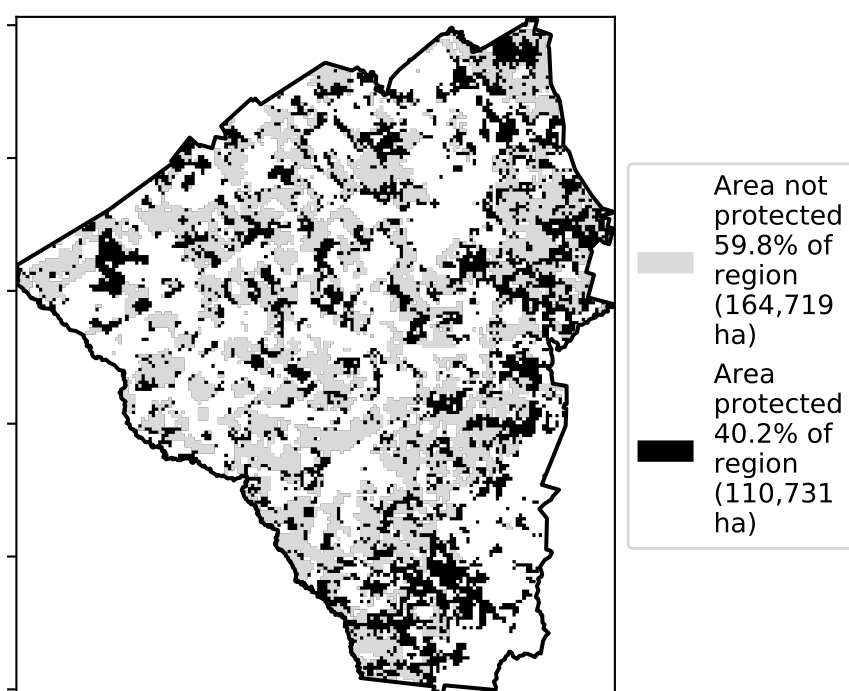 Area not
protected
59.8% of
region
(164,719
ha)
Area
protected
40.2% of
region
(110,731
ha)